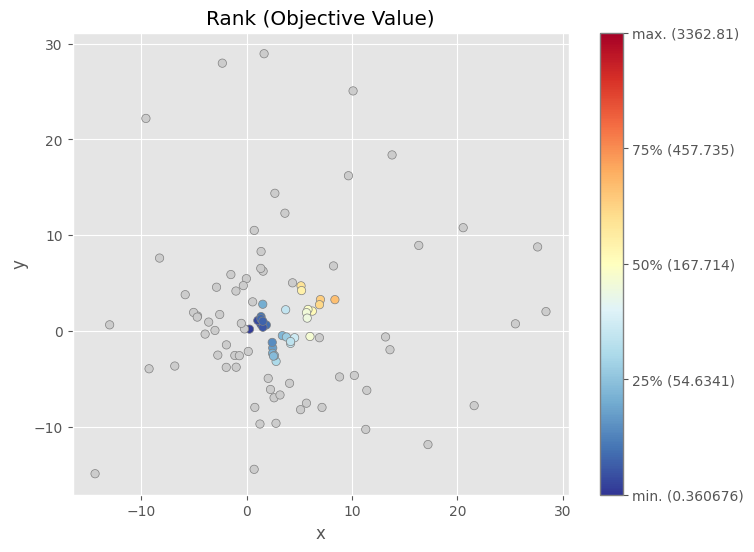 Rank (Objective Value)
max. (3362.81)
75% (457.735)
50% (167.714)
25% (54.6341)
min. (0.360676)
30
20
10
0
−10
y
−10
0
10
20
30
x